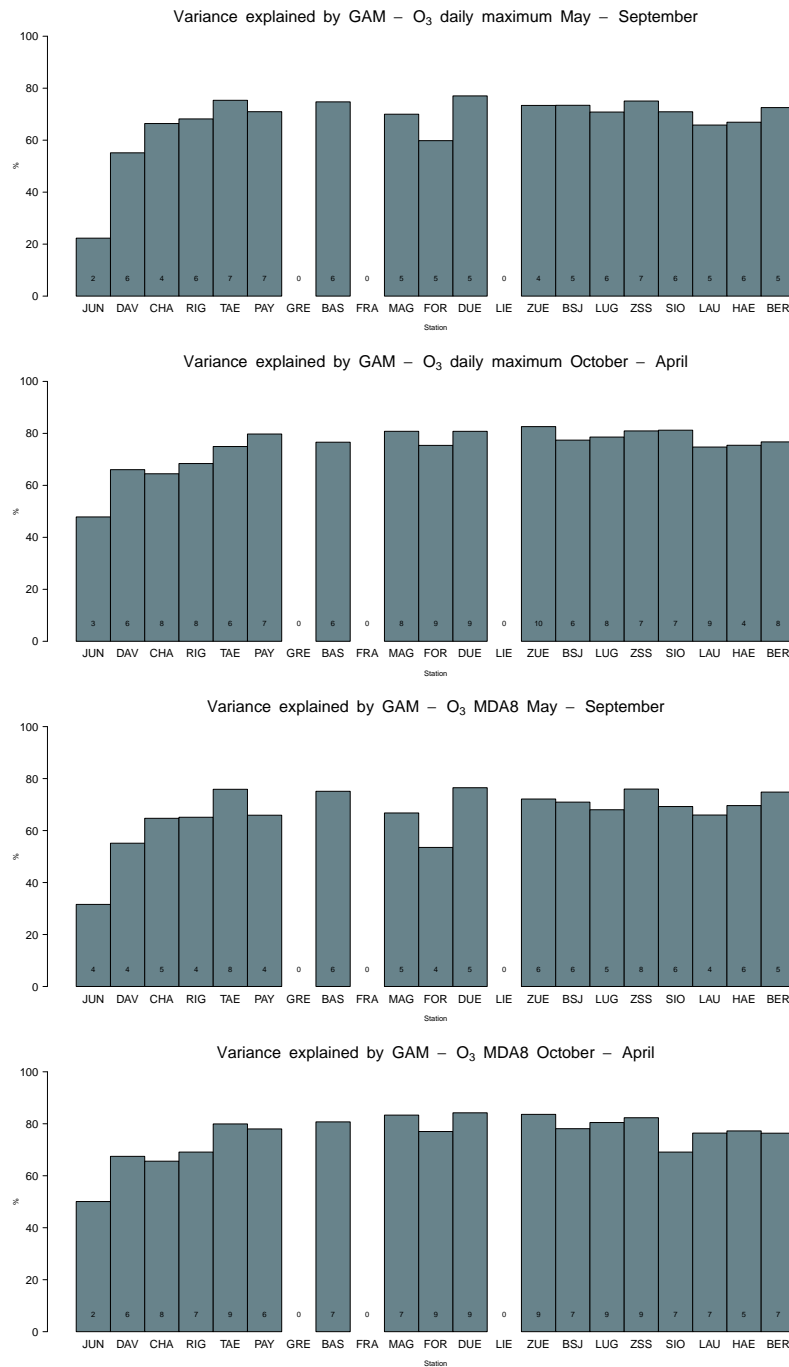 Variance explained by GAM – O3 daily maximum May – September
100
80
60
40
20
0
%
2 6 4 6 7 7 0 6 0 5 5 5 0 4 5 6 7 6 5 6 5
JUN DAV CHA RIG TAE PAY GRE BAS FRA MAG FOR DUE LIE ZUE BSJ LUG ZSS SIO LAU HAE BER
Station
Variance explained by GAM – O3 daily maximum October – April
100
80
60
40
20
0
%
3 6 8 8 6 7 0 6 0 8 9 9 0 10 6 8 7 7 9 4 8
JUN DAV CHA RIG TAE PAY GRE BAS FRA MAG FOR DUE LIE ZUE BSJ LUG ZSS SIO LAU HAE BER
Station
Variance explained by GAM – O3 MDA8 May – September
100
80
60
40
20
0
%
4 4 5 4 8 4 0 6 0 5 4 5 0 6 6 5 8 6 4 6 5
JUN DAV CHA RIG TAE PAY GRE BAS FRA MAG FOR DUE LIE ZUE BSJ LUG ZSS SIO LAU HAE BER
Station
Variance explained by GAM – O3 MDA8 October – April
100
80
60
40
20
0
%
2 6 8 7 9 6 0 7 0 7 9 9 0 9 7 9 9 7 7 5 7
JUN DAV CHA RIG TAE PAY GRE BAS FRA MAG FOR DUE LIE ZUE BSJ LUG ZSS SIO LAU HAE BER
Station